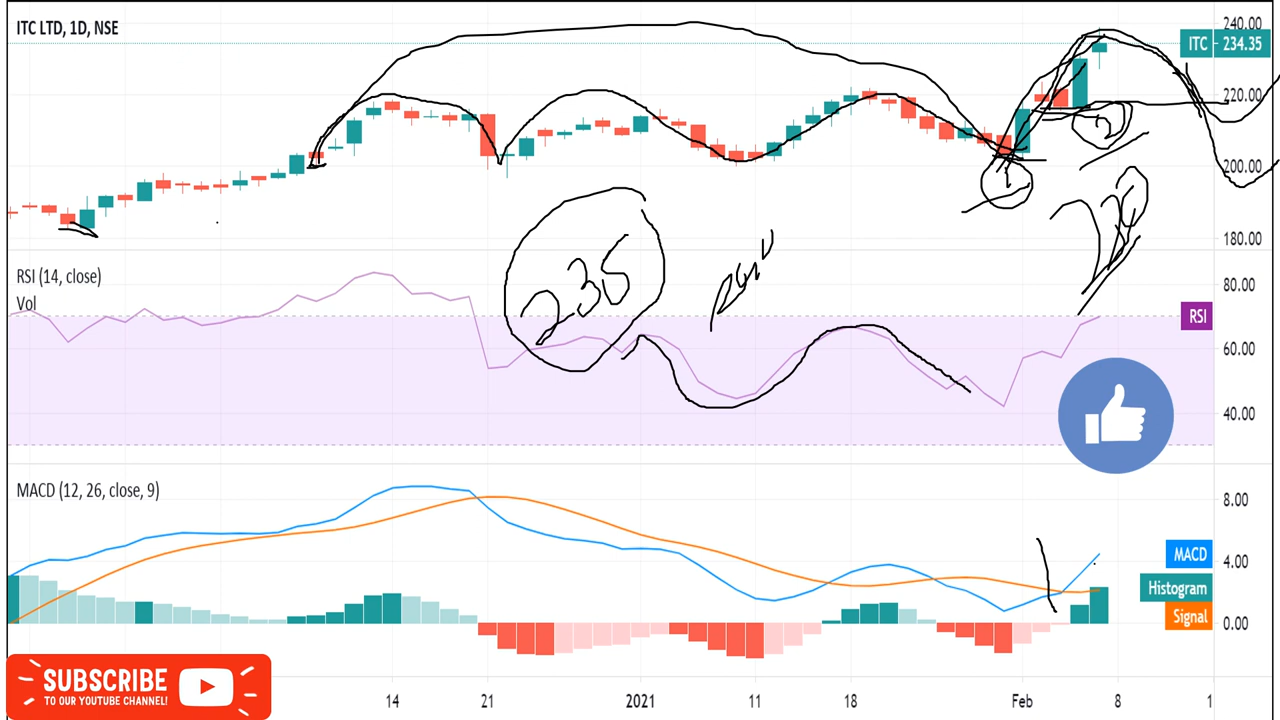 ITC LTD, 1D, NSE
240.00
ITC 234.35
220.00
200.00
180.00
RSI (14, close)
Vol
80.00
RSI
60.00
40.00
235
MACD (12, 26, close, 9)
8.00
MACD
4.00
Histogram
Signal
0.00
SUBSCRIBE
TO OUR YOUTUBE CHANNEL!
14 21 2021 11 18 Feb 8 1